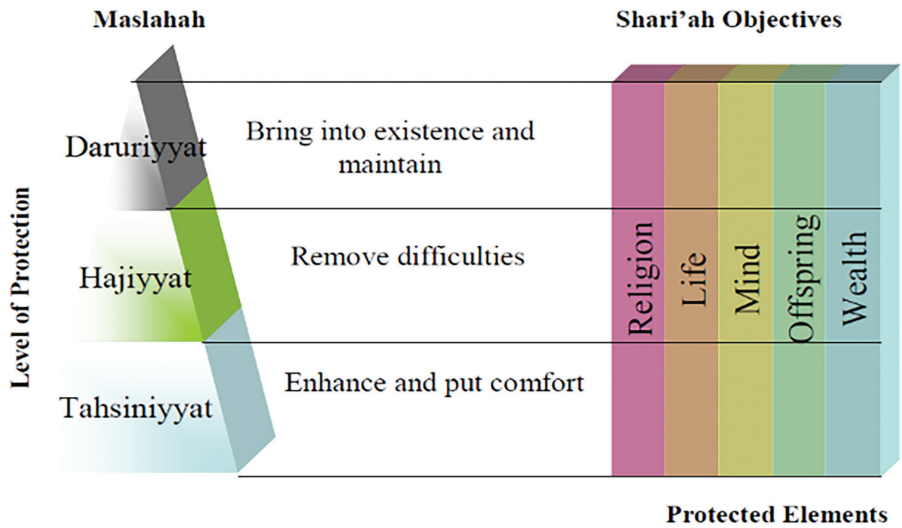 Maslahah
Shari'ah Objectives
Level of Protection
Daruriyyat
Bring into existence and
maintain
Hajiyyat
Remove difficulties
Tahsiniyyat
Enhance and put comfort
Religion
Life
Mind
Offspring
Wealth
Protected Elements